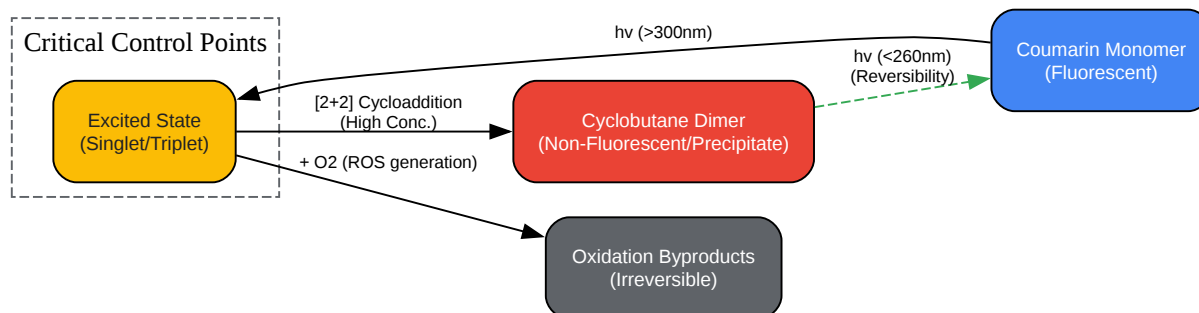 Critical Control Points
hv (>300nm)
Coumarin Monomer
(Fluorescent)
hv (<260nm)
(Reversibility)
Excited State
(Singlet/Triplet)
[2+2] Cycloaddition
(High Conc.)
Cyclobutane Dimer
(Non-Fluorescent/Precipitate)
+ O2 (ROS generation)
Oxidation Byproducts
(Irreversible)